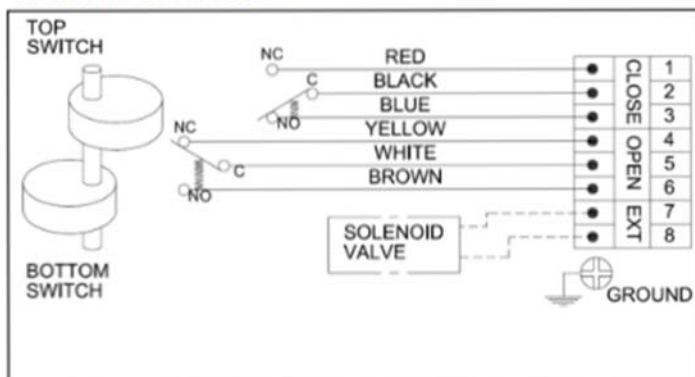 TOP
SWITCH
NC
RED
C
BLACK
NO
BLUE
NC
YELLOW
C
WHITE
NO
BROWN
CLOSE
1
2
3
OPEN
4
5
6
EXT
7
8
SOLENOID
VALVE
BOTTOM
SWITCH
GROUND